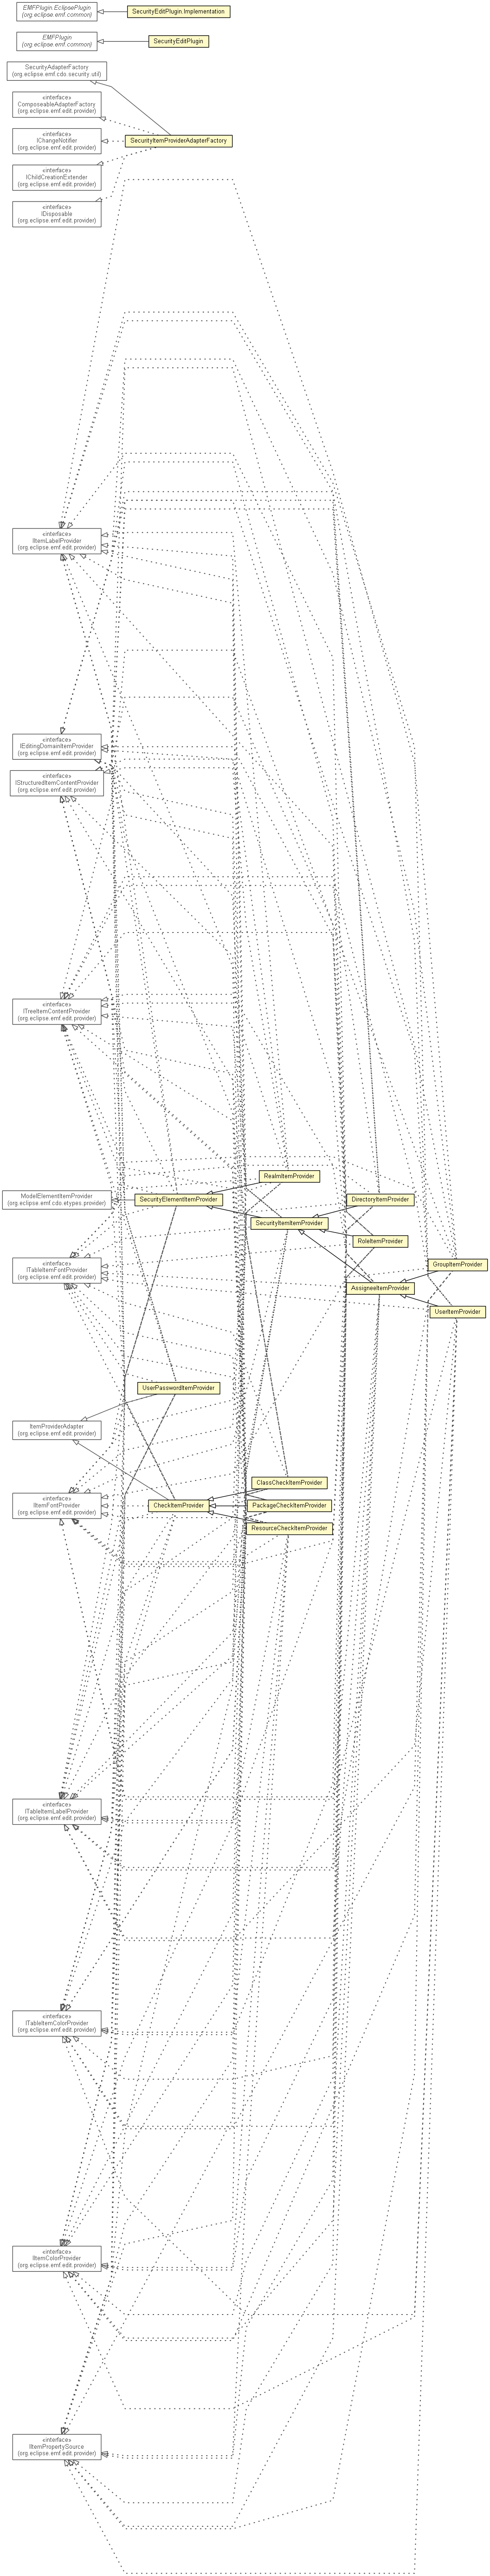 EMFPlugin.EclipsePlugin
(org.eclipse.emf.common)
SecurityEditPlugin.Implementation
EMFPlugin
(org.eclipse.emf.common)
SecurityEditPlugin
SecurityAdapterFactory
(org.eclipse.emf.cdo.security.util)
«interface»
ComposeableAdapterFactory
(org.eclipse.emf.edit.provider)
«interface»
IChangeNotifier
(org.eclipse.emf.edit.provider)
SecurityItemProviderAdapterFactory
«interface»
IChildCreationExtender
(org.eclipse.emf.edit.provider)
«interface»
IDisposable
(org.eclipse.emf.edit.provider)
«interface»
IItemLabelProvider
(org.eclipse.emf.edit.provider)
«interface»
IEditingDomainItemProvider
(org.eclipse.emf.edit.provider)
«interface»
IStructuredItemContentProvider
(org.eclipse.emf.edit.provider)
«interface»
ITreeItemContentProvider
(org.eclipse.emf.edit.provider)
RealmItemProvider
ModelElementItemProvider
(org.eclipse.emf.cdo.etypes.provider)
SecurityElementItemProvider
DirectoryItemProvider
SecurityItemItemProvider
RoleItemProvider
«interface»
ITableItemFontProvider
(org.eclipse.emf.edit.provider)
GroupItemProvider
AssigneeItemProvider
UserItemProvider
UserPasswordItemProvider
ItemProviderAdapter
(org.eclipse.emf.edit.provider)
ClassCheckItemProvider
«interface»
IItemFontProvider
(org.eclipse.emf.edit.provider)
CheckItemProvider
PackageCheckItemProvider
ResourceCheckItemProvider
«interface»
ITableItemLabelProvider
(org.eclipse.emf.edit.provider)
«interface»
ITableItemColorProvider
(org.eclipse.emf.edit.provider)
«interface»
IItemColorProvider
(org.eclipse.emf.edit.provider)
«interface»
IItemPropertySource
(org.eclipse.emf.edit.provider)